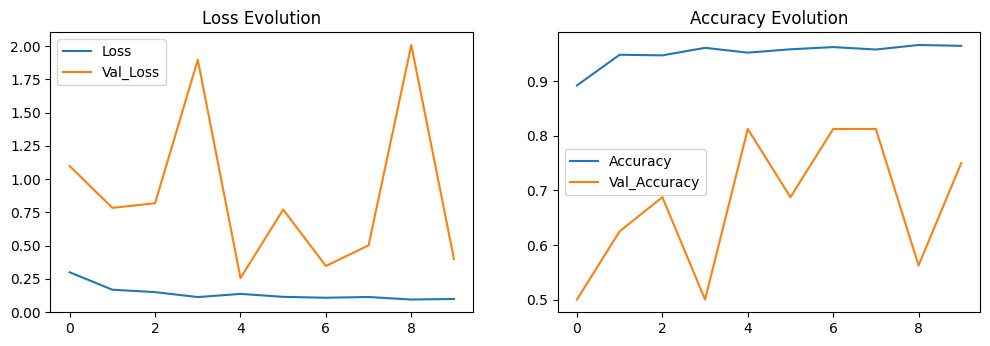 Loss Evolution
Loss
Val_Loss
2.00
1.75
1.50
1.25
1.00
0.75
0.50
0.25
0.00
0 2 4 6 8
Accuracy Evolution
0.9
0.8
0.7
0.6
0.5
Accuracy
Val_Accuracy
0 2 4 6 8